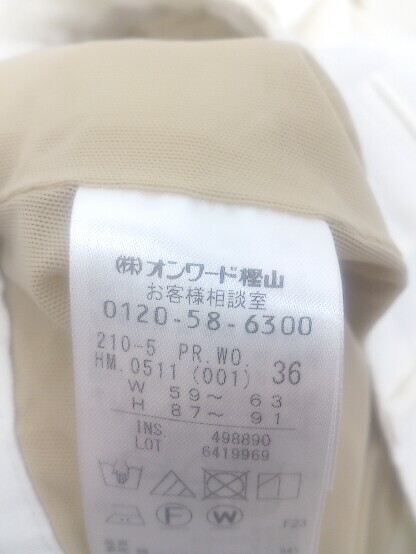 (株)オンワード樫山
お客様相談室
0120-58-6300
210-5 PR.WO.
HM.0511 (001) 36
W 59～ 63
H 87～ 91
INS 498890
LOT 6419969
F W F23